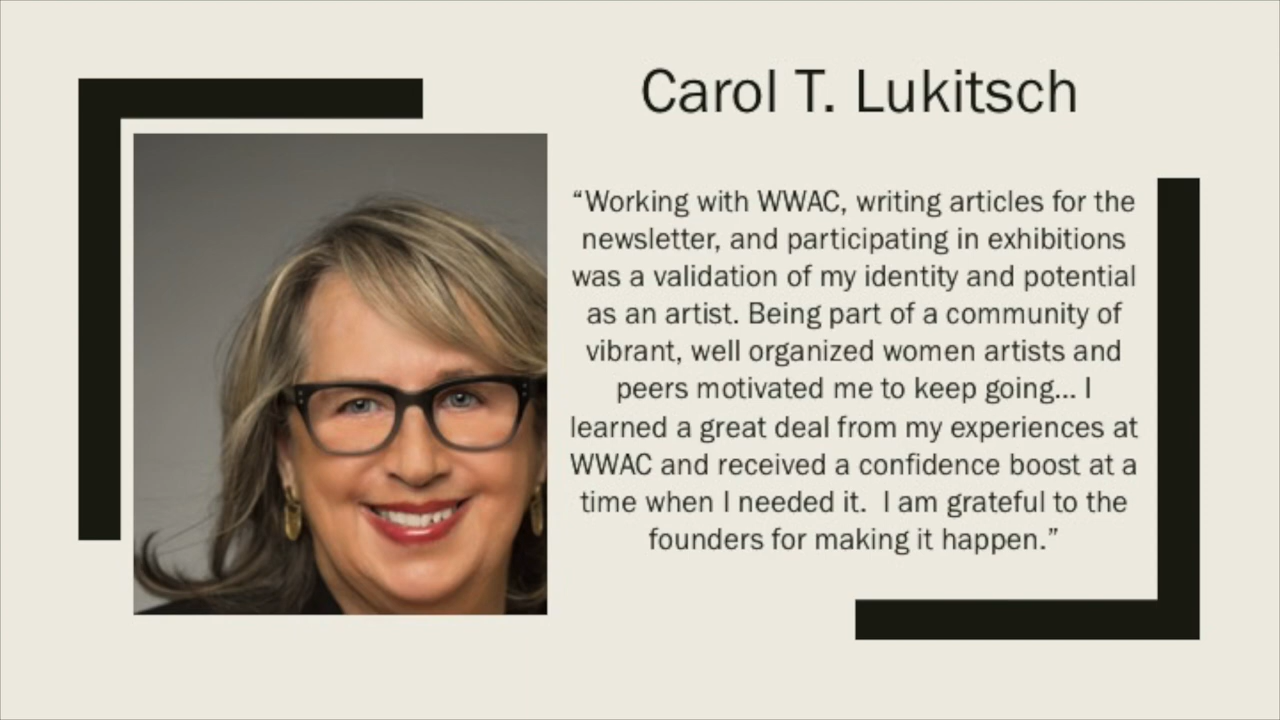 Carol T. Lukitsch
“Working with WWAC, writing articles for the
newsletter, and participating in exhibitions
was a validation of my identity and potential
as an artist. Being part of a community of
vibrant, well organized women artists and
peers motivated me to keep going... I
learned a great deal from my experiences at
WWAC and received a confidence boost at a
time when I needed it.  I am grateful to the
founders for making it happen.”